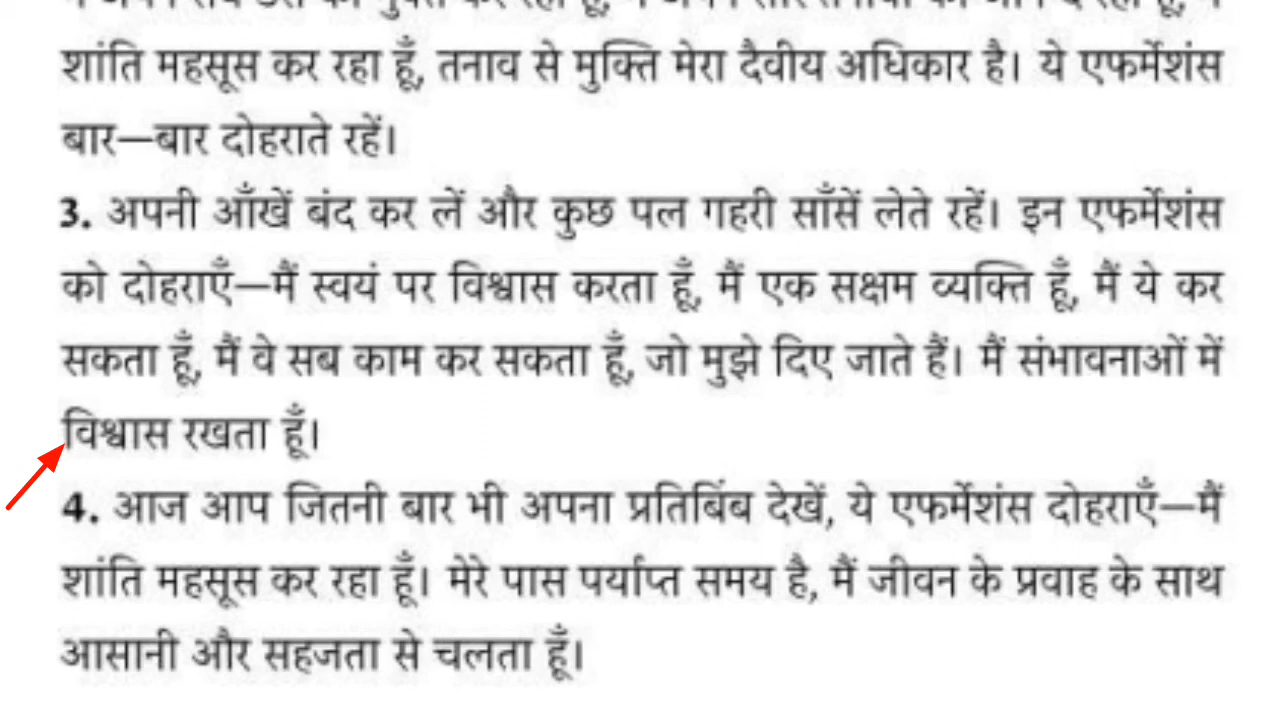 शांति महसूस कर रहा हूँ, तनाव से मुक्ति मेरा दैवीय अधिकार है। ये एफर्मेशंस
बार—बार दोहराते रहें।
3. अपनी आँखें बंद कर लें और कुछ पल गहरी साँसें लेते रहें। इन एफर्मेशंस
को दोहराएँ—मैं स्वयं पर विश्वास करता हूँ, मैं एक सक्षम व्यक्ति हूँ, मैं ये कर
सकता हूँ, मैं वे सब काम कर सकता हूँ, जो मुझे दिए जाते हैं। मैं संभावनाओं में
विश्वास रखता हूँ।
4. आज आप जितनी बार भी अपना प्रतिबिंब देखें, ये एफर्मेशंस दोहराएँ—मैं
शांति महसूस कर रहा हूँ। मेरे पास पर्याप्त समय है, मैं जीवन के प्रवाह के साथ
आसानी और सहजता से चलता हूँ।